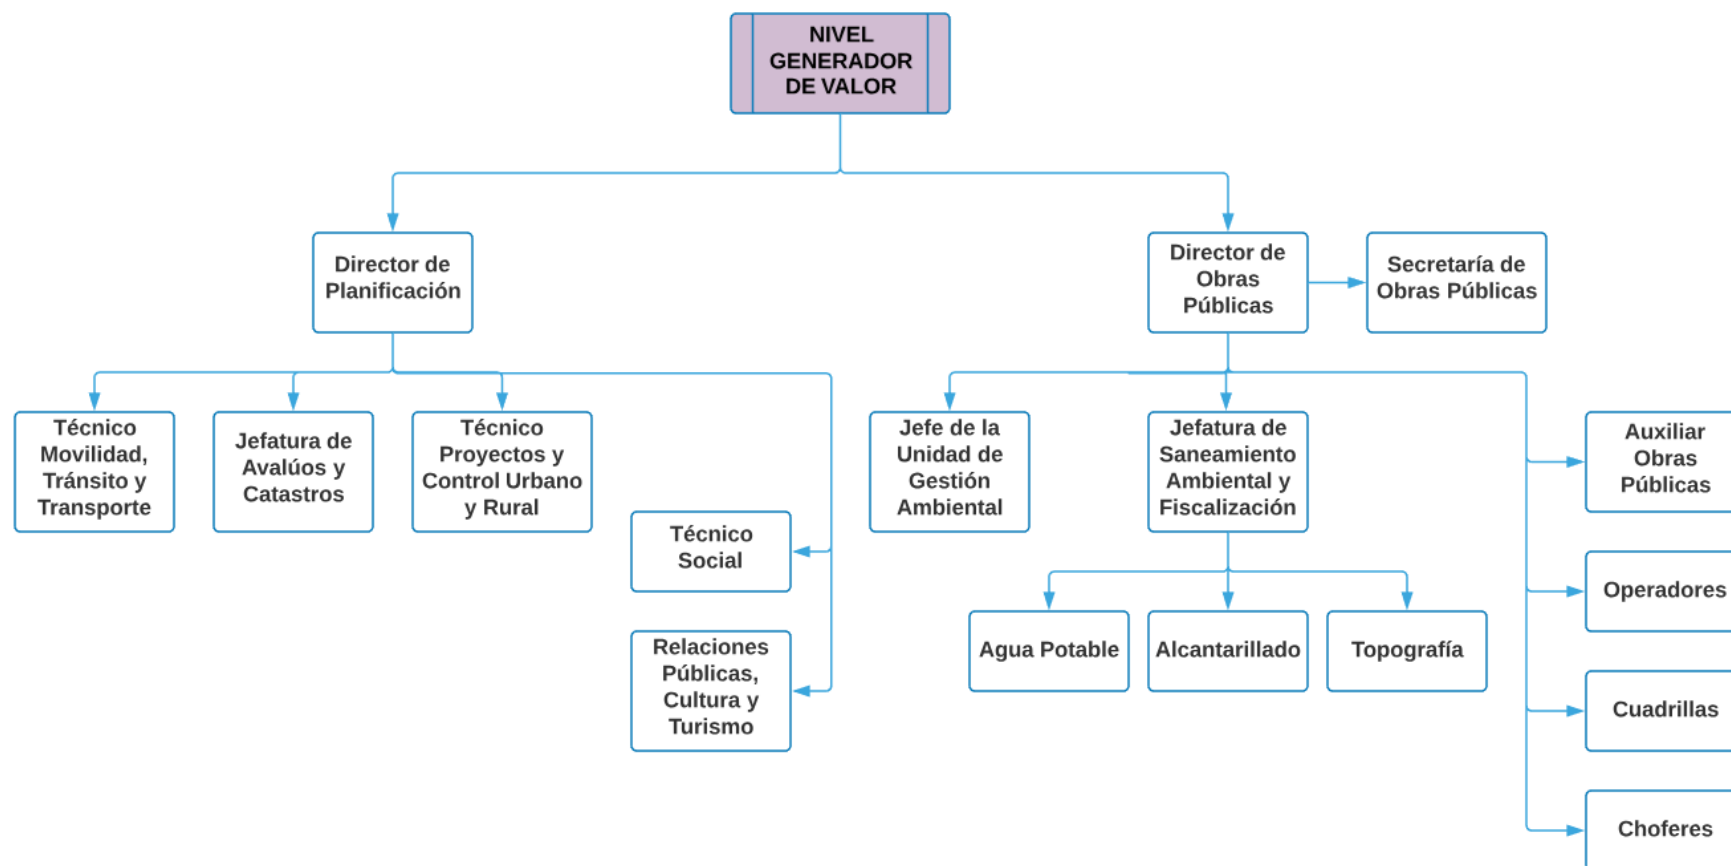 NIVEL
GENERADOR
DE VALOR
Director de
Planificación
Director de
Obras
Públicas
Secretaría de
Obras Públicas
Técnico
Movilidad,
Tránsito y
Transporte
Jefatura de
Avalúos y
Catastros
Técnico
Proyectos y
Control Urbano
y Rural
Técnico
Social
Relaciones
Públicas,
Cultura y
Turismo
Jefe de la
Unidad de
Gestión
Ambiental
Jefatura de
Saneamiento
Ambiental y
Fiscalización
Agua Potable
Alcantarillado
Topografía
Auxiliar
Obras
Públicas
Operadores
Cuadrillas
Choferes